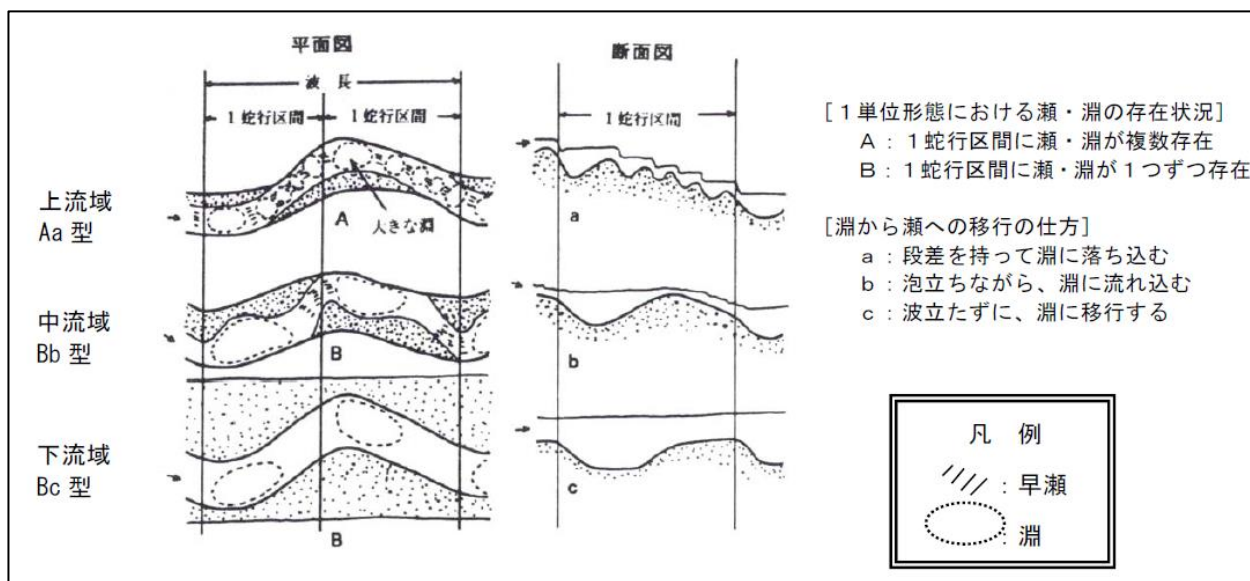 平面図
波長
1蛇行区間
1蛇行区間
上流域
Aa型
A
大きな淵
中流域
Bb型
B
下流域
Bc型
B
断面図
1蛇行区間
a
b
c
[1単位形態における瀬・淵の存在状況]
A：1蛇行区間に瀬・淵が複数存在
B：1蛇行区間に瀬・淵が1つずつ存在
[淵から瀬への移行の仕方]
a：段差を持って淵に落ち込む
b：泡立ちながら、淵に流れ込む
c：波立たずに、淵に移行する
凡 例
：早瀬
：淵